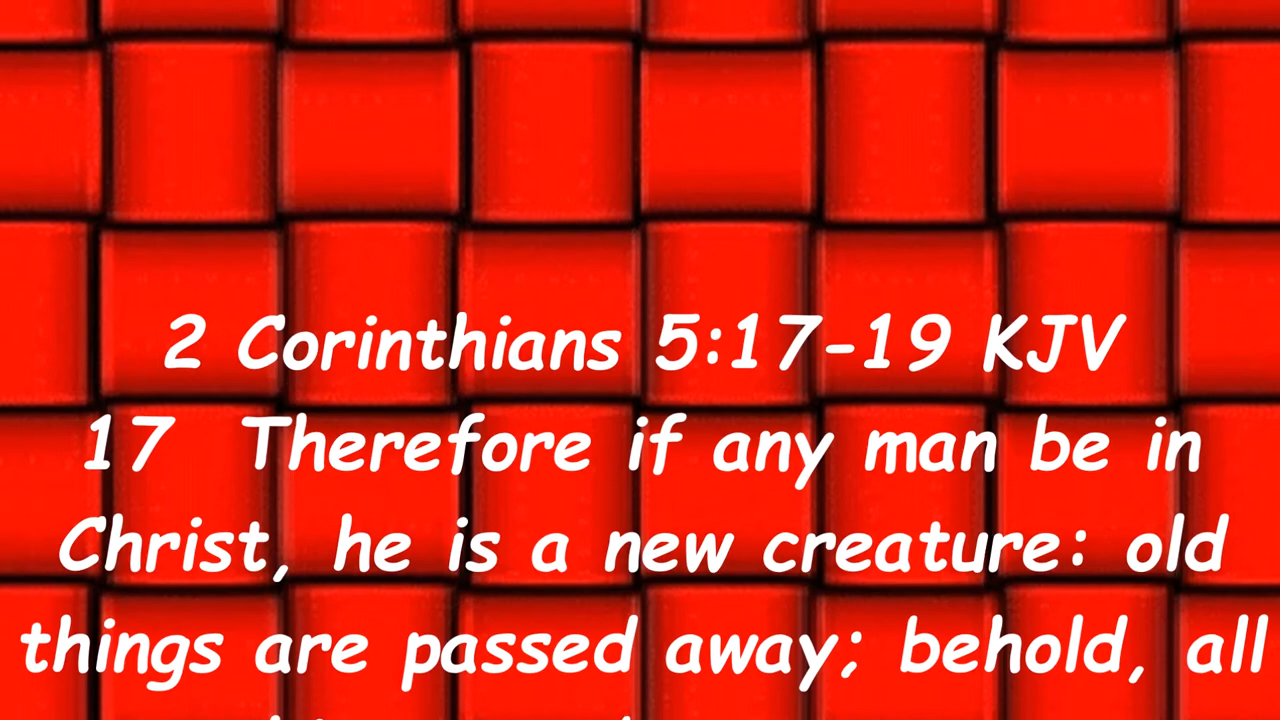 2 Corinthians 5:17-19 KJV
17 Therefore if any man be in
Christ, he is a new creature: old
things are passed away; behold, all